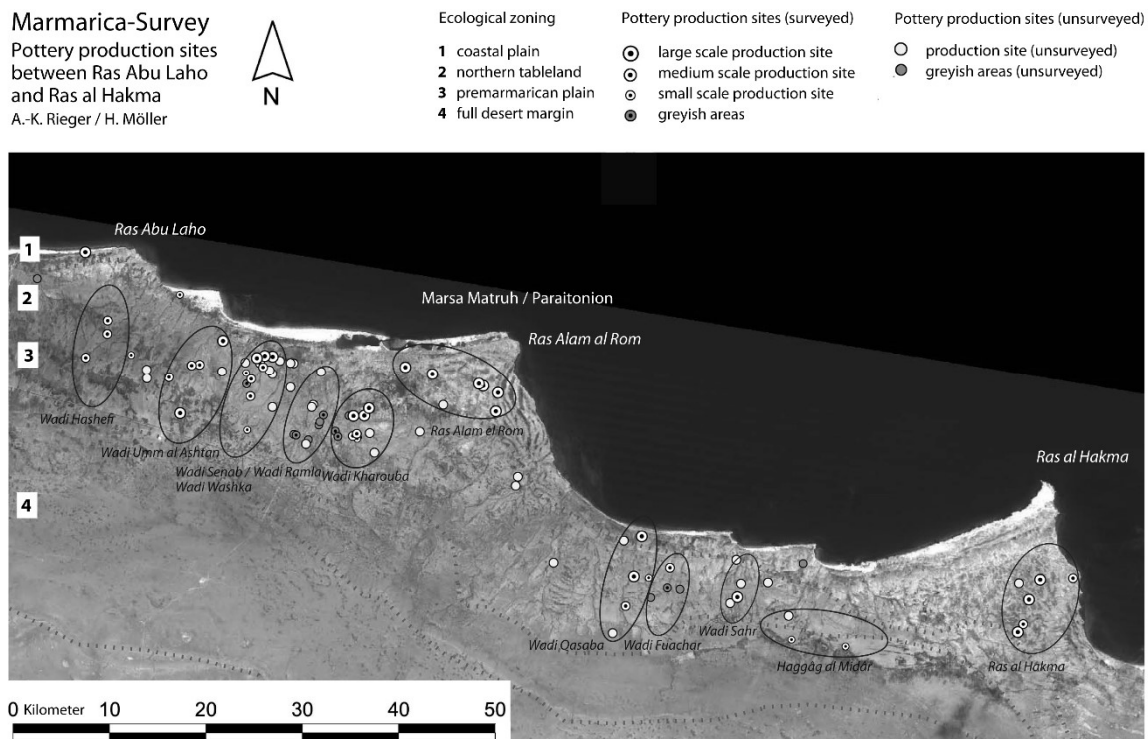 Marmarica-Survey
Pottery production sites
between Ras Abu Laho
and Ras al Hakma
A.-K. Rieger / H. Möller
N
Ecological zoning
1 coastal plain
2 northern tableland
3 premarmarican plain
4 full desert margin
Pottery production sites (surveyed)
large scale production site
medium scale production site
small scale production site
greyish areas
Pottery production sites (unsurveyed)
production site (unsurveyed)
greyish areas (unsurveyed)
Ras Abu Laho
1
2
Marsa Matruh / Paraitonion
Ras Alam al Rom
3
Wadi Hashefi
Wadi Umm al Ashtan
Wadi Senab /
Wadi Washka
Wadi Ramla
Wadi Kharouba
Ras Alam el Rom
Ras al Hakma
4
Wadi Qasaba
Wadi Fuachar
Wadi Sahr
Haggåg al Midår
Ras al Hakma
0 Kilometer 10 20 30 40 50